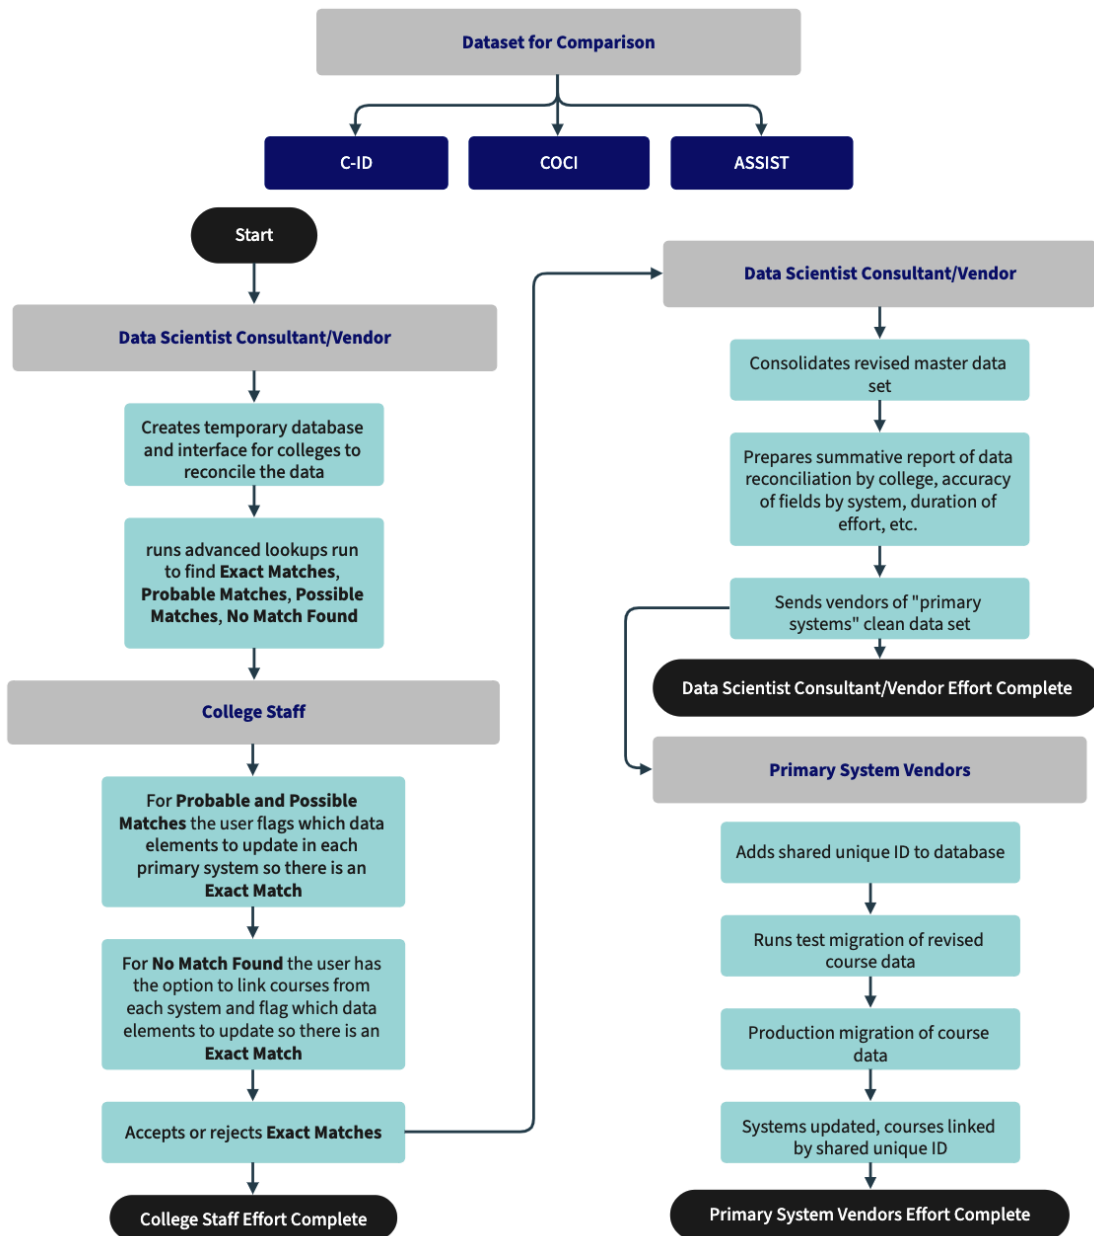 Dataset for Comparison
C-ID
COCI
ASSIST
Start
Data Scientist Consultant/Vendor
Creates temporary database
and interface for colleges to
reconcile the data
runs advanced lookups run
to find Exact Matches,
Probable Matches, Possible
Matches, No Match Found
College Staff
For Probable and Possible
Matches the user flags which data
elements to update in each
primary system so there is an
Exact Match
For No Match Found the user has
the option to link courses from
each system and flag which data
elements to update so there is an
Exact Match
Accepts or rejects Exact Matches
College Staff Effort Complete
Data Scientist Consultant/Vendor
Consolidates revised master data
set
Prepares summative report of data
reconciliation by college, accuracy
of fields by system, duration of
effort, etc.
Sends vendors of "primary
systems" clean data set
Data Scientist Consultant/Vendor Effort Complete
Primary System Vendors
Adds shared unique ID to database
Runs test migration of revised
course data
Production migration of course
data
Systems updated, courses linked
by shared unique ID
Primary System Vendors Effort Complete